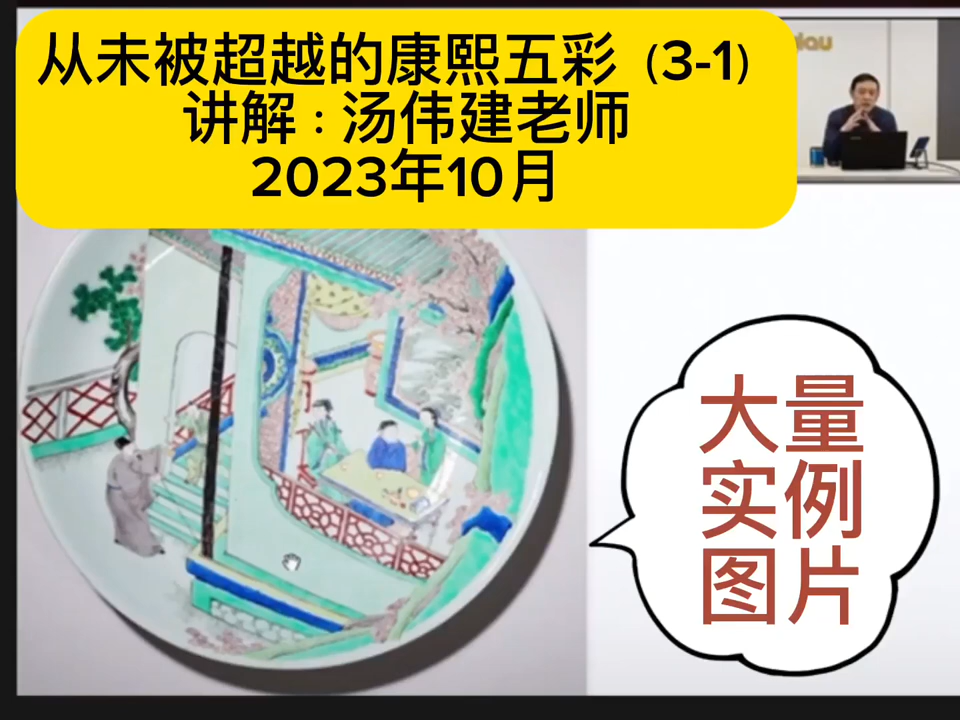 从未被超越的康熙五彩 (3-1)
讲解：汤伟建老师
2023年10月
大量
实例
图片